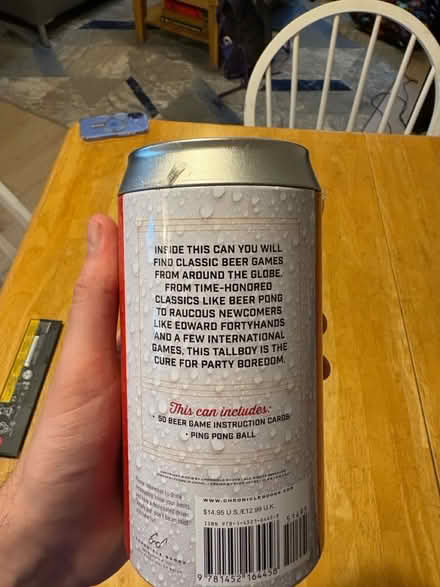 INSIDE THIS CAN YOU WILL
FIND CLASSIC BEER GAMES
FROM AROUND THE GLOBE.
FROM TIME-HONORED
CLASSICS LIKE BEER PONG
TO RAUCOUS NEWCOMERS
LIKE EDWARD FORTYHANDS
AND A FEW INTERNATIONAL
GAMES, THIS TALLBOY IS THE
CURE FOR PARTY BOREDOM.
This can includes:
• 50 BEER GAME INSTRUCTION CARDS
• PING PONG BALL
WWW.CHRONICLEBOOKS.COM
$14.95 U.S./£12.99 U.K.
9 781452 164458